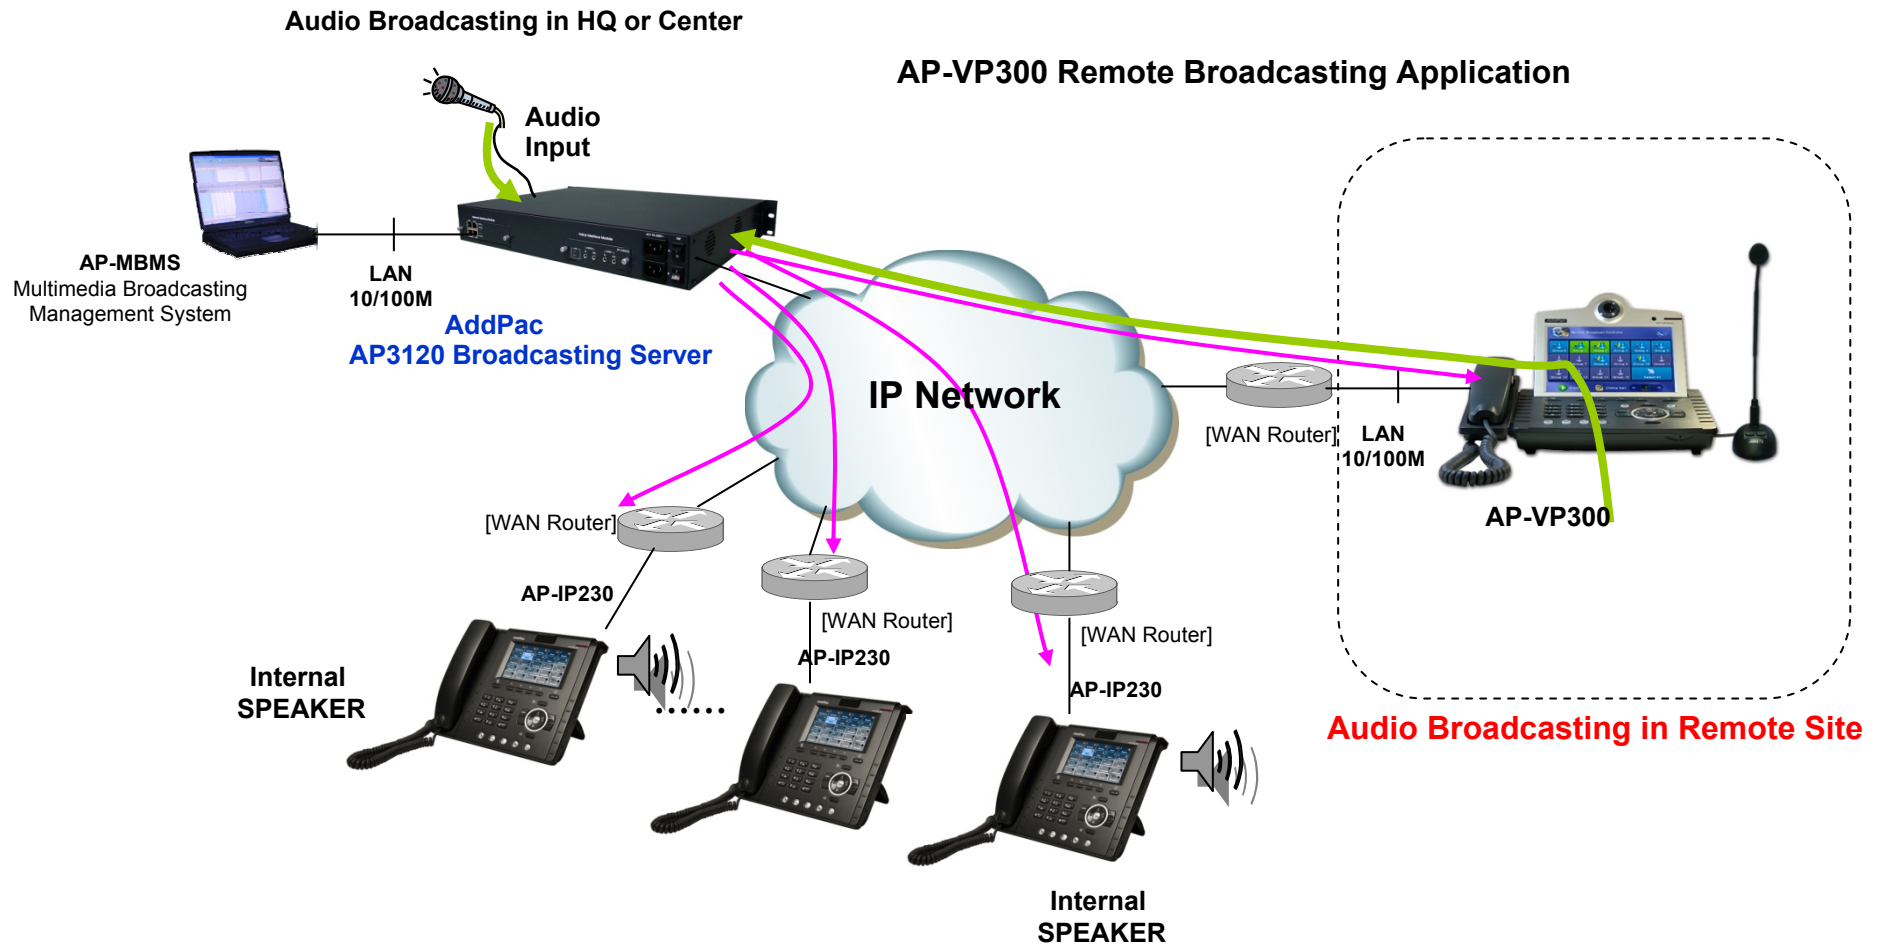 Audio Broadcasting in HQ or Center
AP-VP300 Remote Broadcasting Application
Audio
Input
AP-MBMS
Multimedia Broadcasting
Management System
LAN
10/100M
AddPac
AP3120 Broadcasting Server
IP Network
[WAN Router]
LAN
10/100M
AP-VP300
[WAN Router]
AP-IP230
[WAN Router]
AP-IP230
[WAN Router]
AP-IP230
Internal
SPEAKER
......
Audio Broadcasting in Remote Site
Internal
SPEAKER